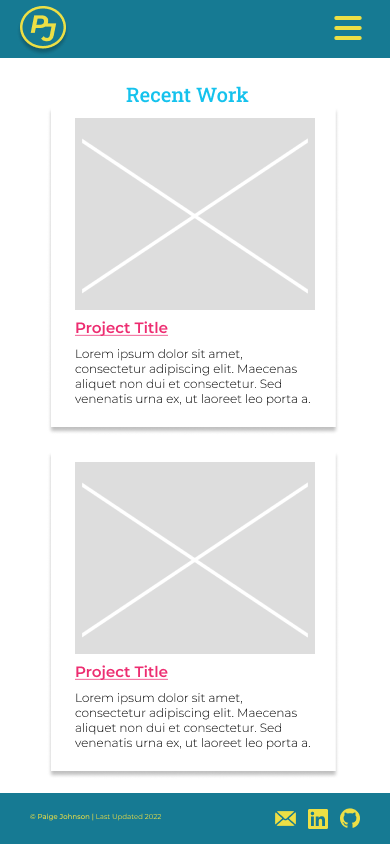 PJ
Recent Work
Project Title
Lorem ipsum dolor sit amet,
consectetur adipiscing elit. Maecenas
aliquet non dui et consectetur. Sed
venenatis urna ex, ut laoreet leo porta a.
Project Title
Lorem ipsum dolor sit amet,
consectetur adipiscing elit. Maecenas
aliquet non dui et consectetur. Sed
venenatis urna ex, ut laoreet leo porta a.
© Paige Johnson | Last Updated 2022
in